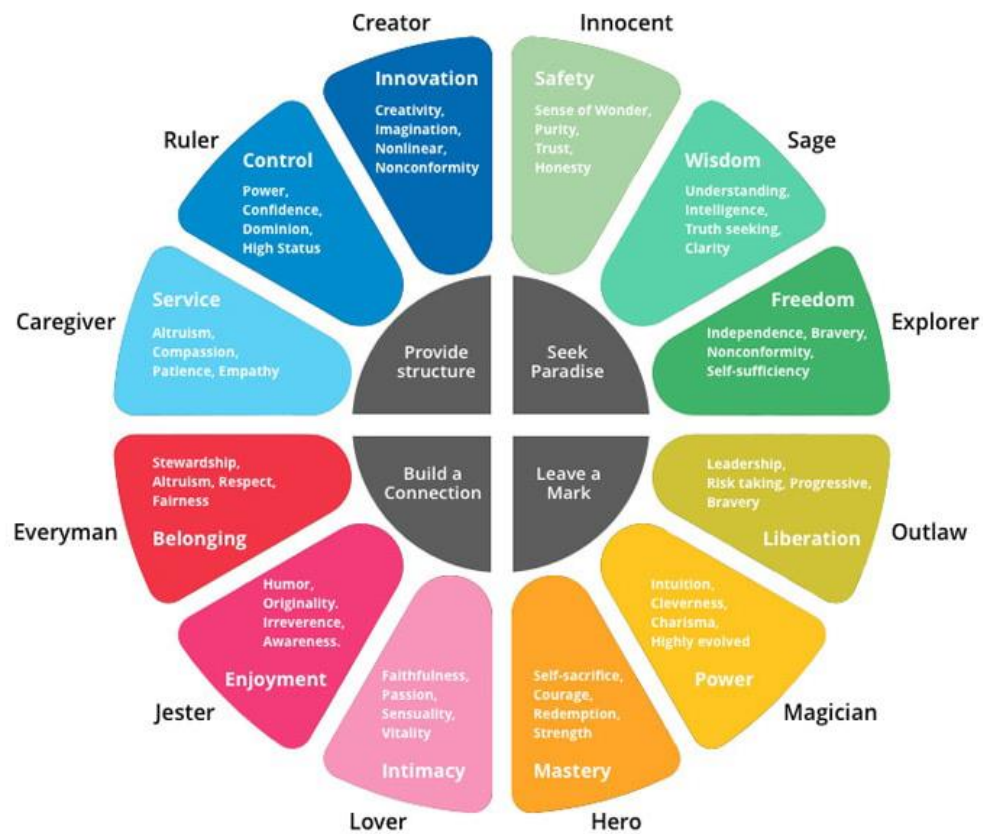 Creator
Innovation
Creativity,
Imagination,
Nonlinear,
Nonconformity
Innocent
Safety
Sense of Wonder,
Purity,
Trust,
Honesty
Ruler
Control
Power,
Confidence,
Dominion,
High Status
Sage
Wisdom
Understanding,
Intelligence,
Truth seeking,
Clarity
Caregiver
Service
Altruism,
Compassion,
Patience, Empathy
Explorer
Freedom
Independence, Bravery,
Nonconformity,
Self-sufficiency
Provide
structure
Seek
Paradise
Build a
Connection
Leave a
Mark
Everyman
Stewardship,
Altruism, Respect,
Fairness
Belonging
Outlaw
Leadership,
Risk taking, Progressive,
Bravery
Liberation
Jester
Humor,
Originality,
Irreverence,
Awareness.
Enjoyment
Magician
Intuition,
Cleverness,
Charisma,
Highly evolved
Power
Faithfulness,
Passion,
Sensuality,
Vitality
Intimacy
Lover
Self-sacrifice,
Courage,
Redemption,
Strength
Mastery
Hero